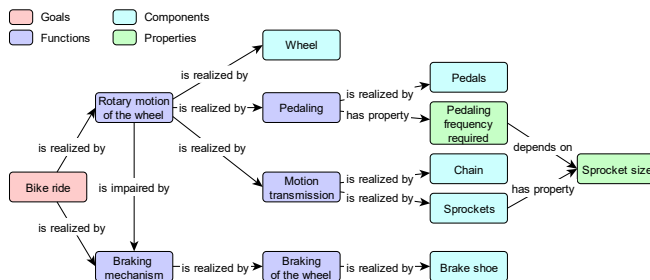 Goals
Components
Functions
Properties
Wheel
is realized by
Rotary motion
of the wheel
is realized by
Pedaling
is realized by
Pedals
has property
Pedaling
frequency
required
is realized by
is realized by
depends on
Bike ride
is impaired by
Motion
transmission
is realized by
Chain
is realized by
Sprockets
has property
Sprocket size
is realized by
Braking
mechanism
is realized by
Braking
of the wheel
is realized by
Brake shoe